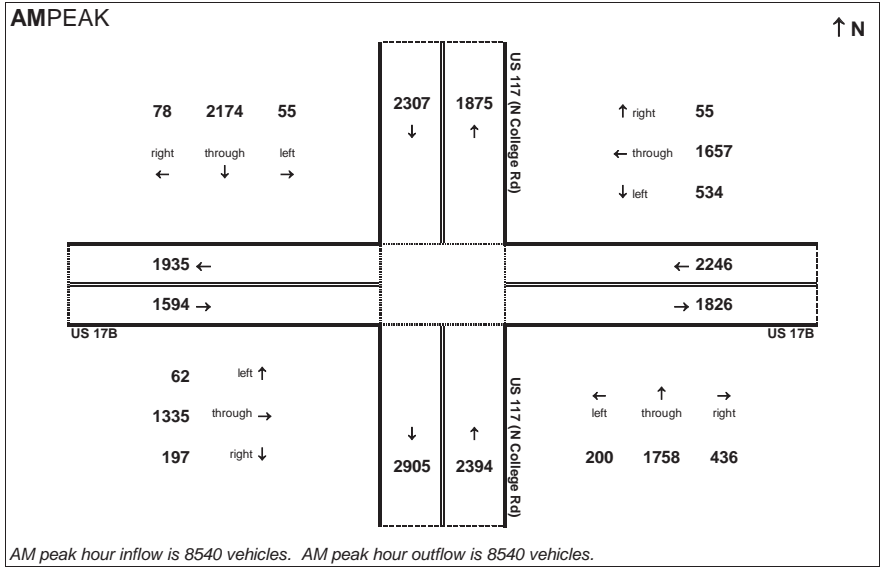 AMPEAK
↑ N
78 2174 55
right through left
← ↓ →
2307 1875
↓ ↑
US 117 (N College Rd)
↑ right 55
← through 1657
↓ left 534
1935 ←
1594 →
← 2246
→ 1826
US 17B
US 17B
62 left ↑
1335 through →
197 right ↓
↓ ↑
2905 2394
US 117 (N College Rd)
← ↑ →
left through right
200 1758 436
AM peak hour inflow is 8540 vehicles. AM peak hour outflow is 8540 vehicles.